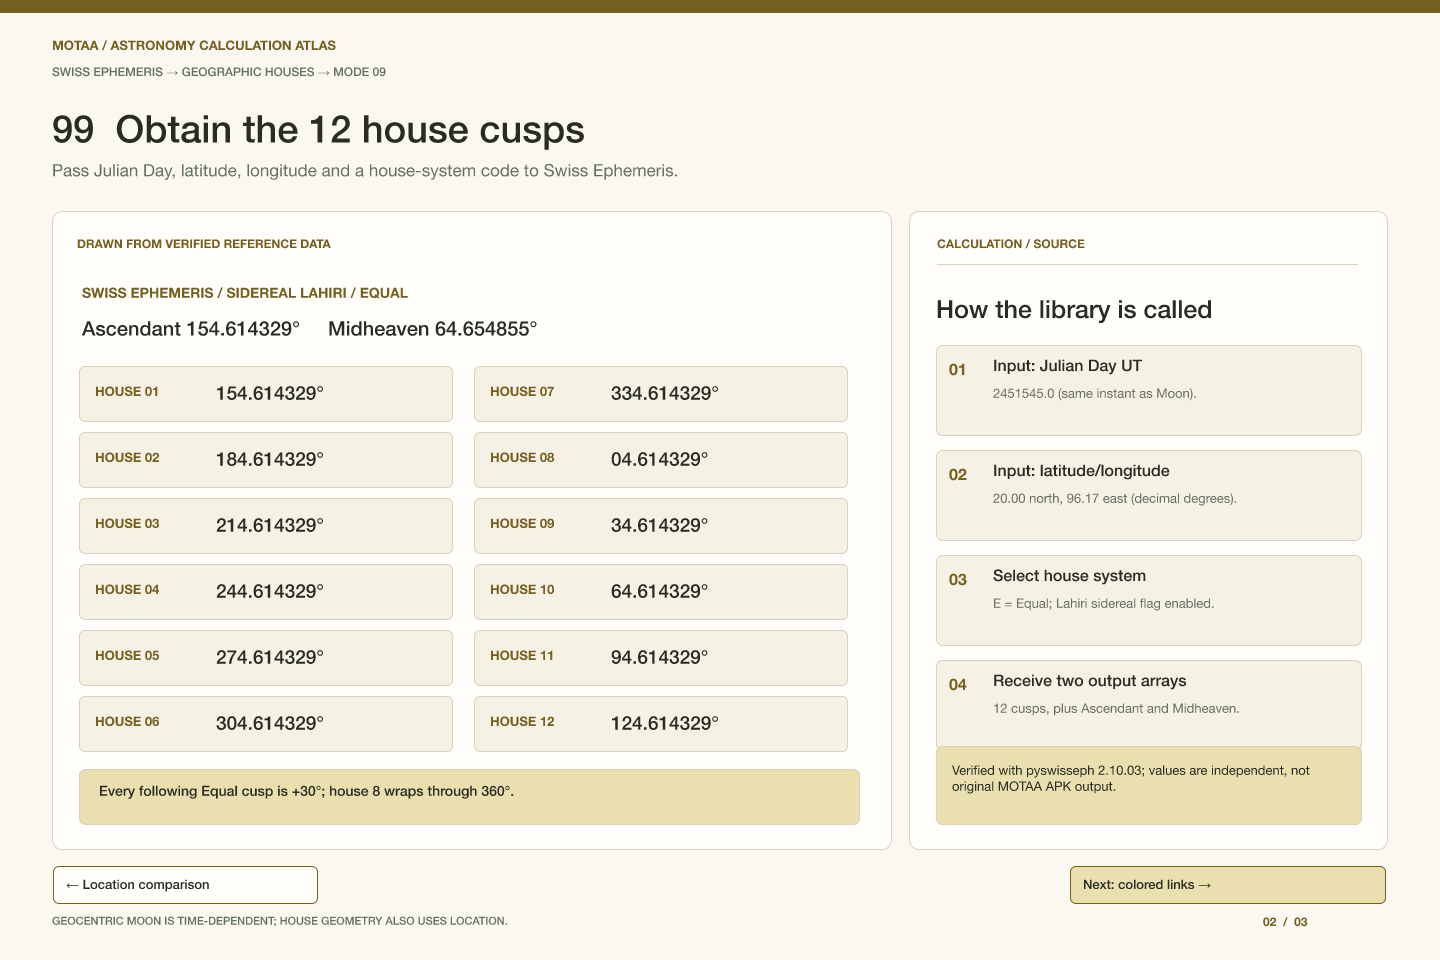 MOTAA / ASTRONOMY CALCULATION ATLAS
SWISS EPHEMERIS → GEOGRAPHIC HOUSES → MODE 09
99 Obtain the 12 house cusps
Pass Julian Day, latitude, longitude and a house-system code to Swiss Ephemeris.
DRAWN FROM VERIFIED REFERENCE DATA
SWISS EPHEMERIS / SIDEREAL LAHIRI / EQUAL
Ascendant 154.614329° Midheaven 64.654855°
HOUSE 01 154.614329°
HOUSE 02 184.614329°
HOUSE 03 214.614329°
HOUSE 04 244.614329°
HOUSE 05 274.614329°
HOUSE 06 304.614329°
HOUSE 07 334.614329°
HOUSE 08 04.614329°
HOUSE 09 34.614329°
HOUSE 10 64.614329°
HOUSE 11 94.614329°
HOUSE 12 124.614329°
Every following Equal cusp is +30°; house 8 wraps through 360°.
CALCULATION / SOURCE
How the library is called
01 Input: Julian Day UT
2451545.0 (same instant as Moon).
02 Input: latitude/longitude
20.00 north, 96.17 east (decimal degrees).
03 Select house system
E = Equal; Lahiri sidereal flag enabled.
04 Receive two output arrays
12 cusps, plus Ascendant and Midheaven.
Verified with pyswisseph 2.10.03; values are independent, not
original MOTAA APK output.
← Location comparison
Next: colored links →
GEOCENTRIC MOON IS TIME-DEPENDENT; HOUSE GEOMETRY ALSO USES LOCATION.
02 / 03